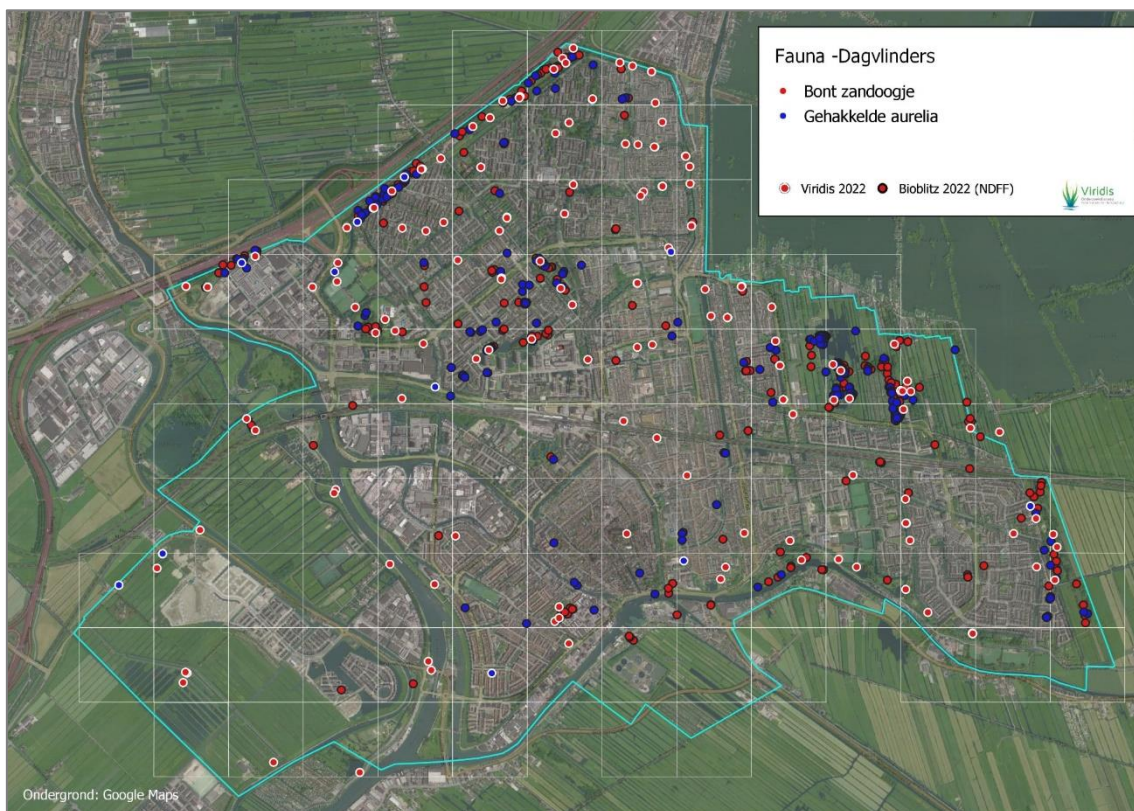 Fauna -Dagvlinders
Bont zandoogje
Gehakkelde aurelia
Viridis 2022 Bioblitz 2022 (NDFF)
Viridis
Ondergrond: Google Maps